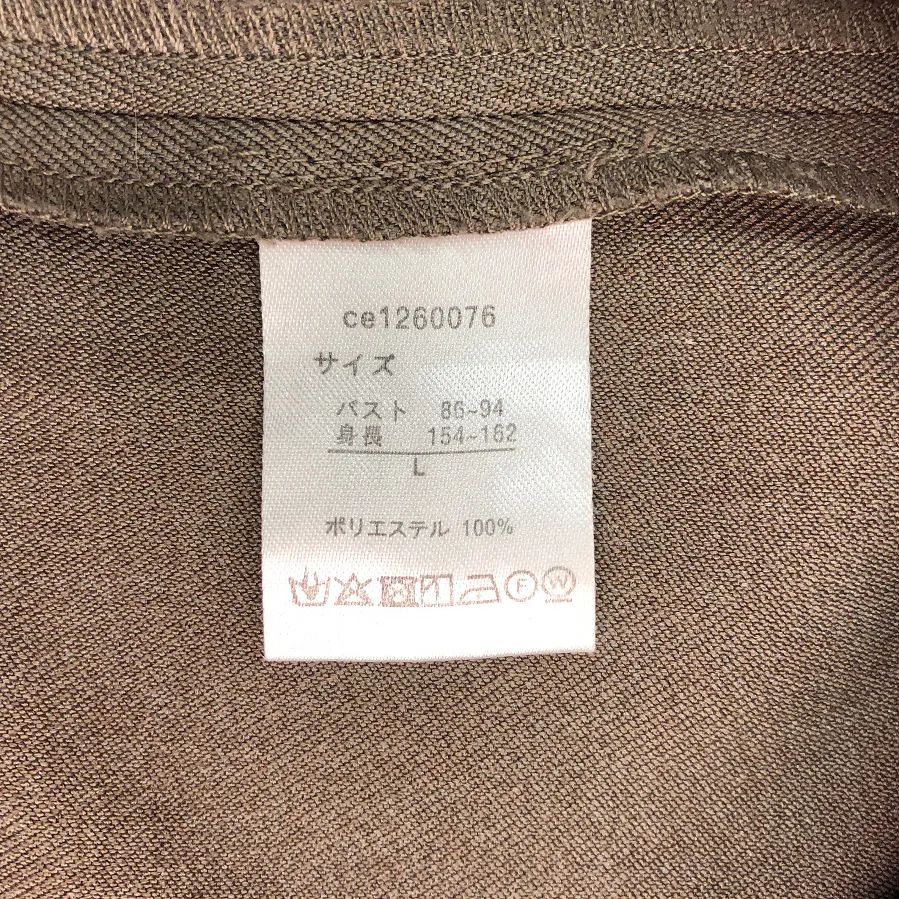 ce1260076
サイズ
バスト 86~94
身長 154~162
L
ポリエステル 100%
F W